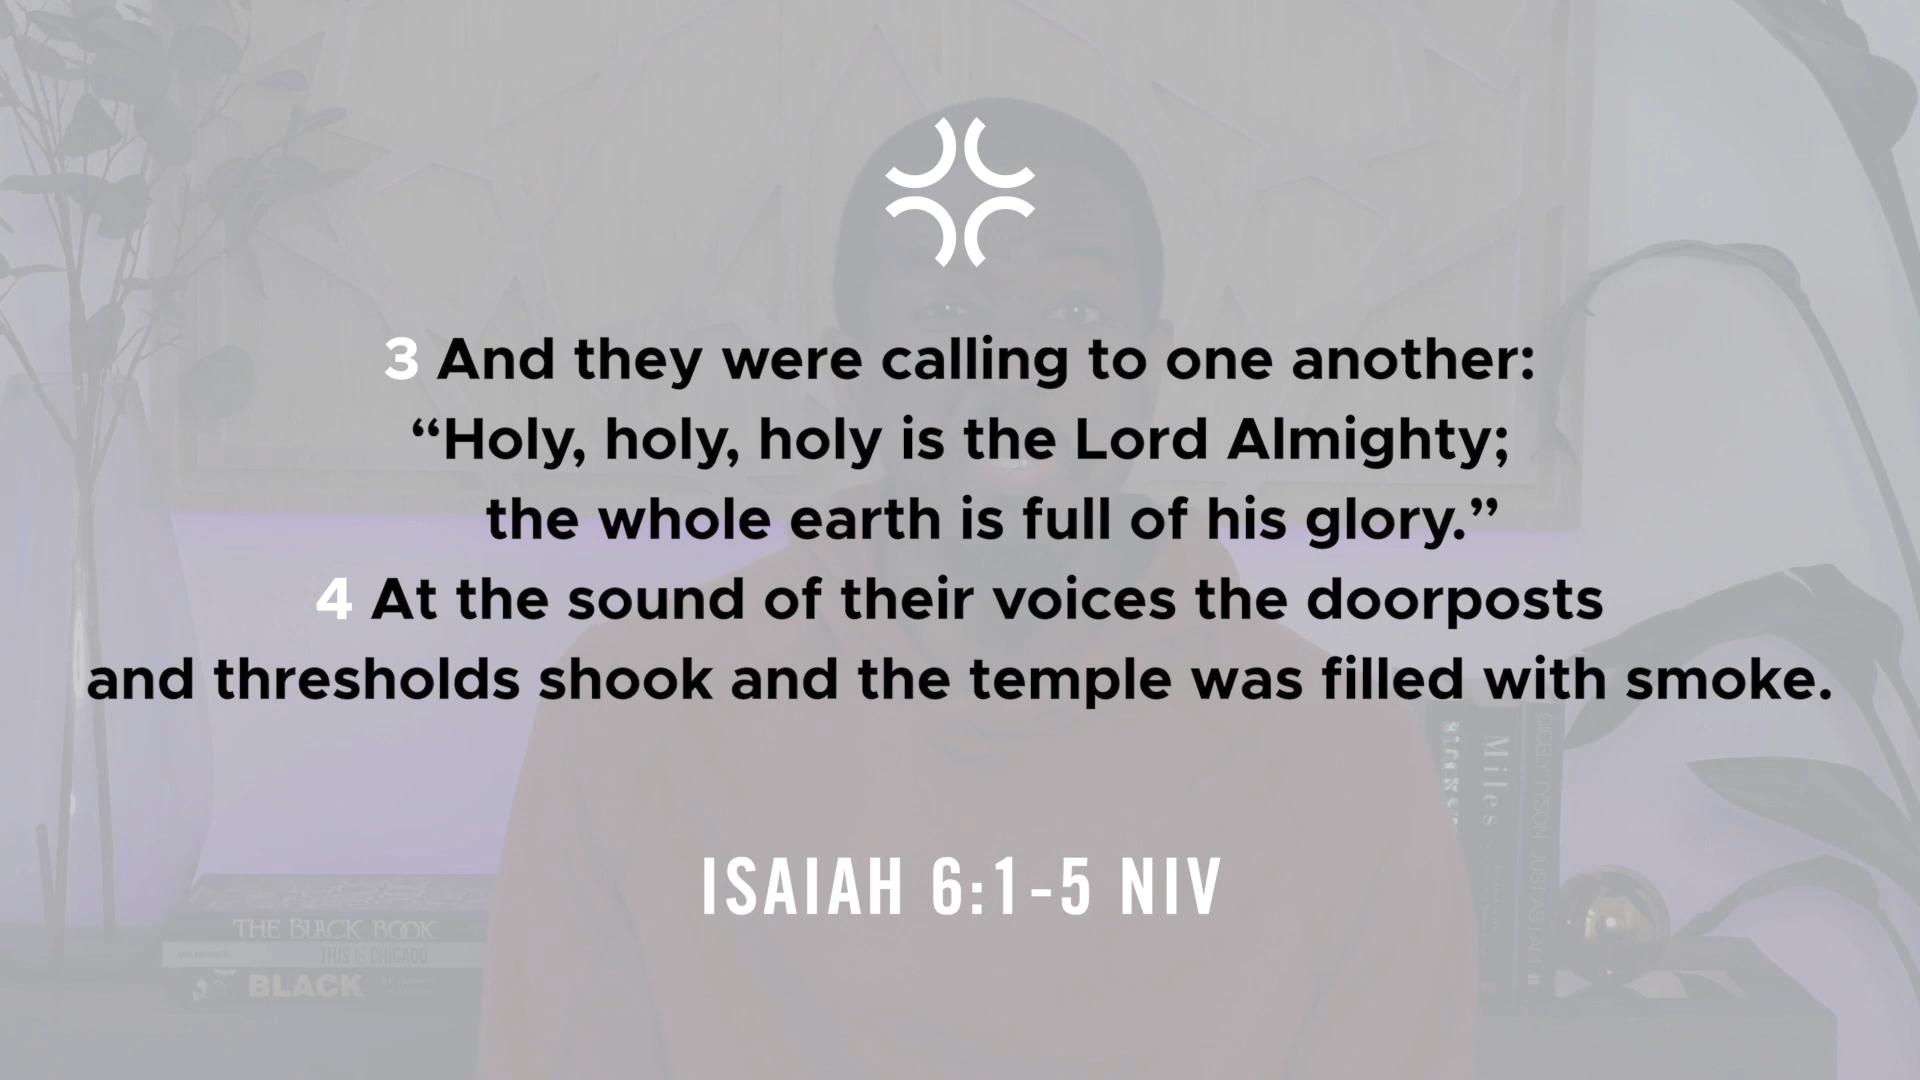 3 And they were calling to one another:
“Holy, holy, holy is the Lord Almighty;
the whole earth is full of his glory.”
4 At the sound of their voices the doorposts
and thresholds shook and the temple was filled with smoke.
ISAIAH 6:1-5 NIV
THE BLACK BOOK
THIS IS CHICAGO
BLACK
Miles
CICELY TYSON JUST AS I AM